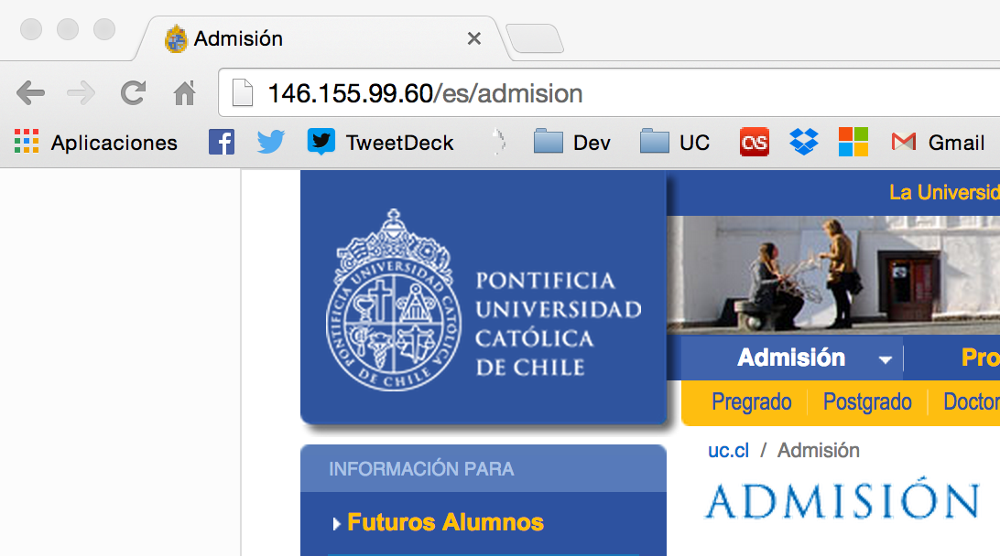 Admisión
146.155.99.60/es/admision
Aplicaciones
TweetDeck
Dev
UC
Gmail
La Universid
PONTIFICIA UNIVERSIDAD CATÓLICA DE CHILE
PONTIFICIA
UNIVERSIDAD
CATÓLICA
DE CHILE
Admisión
Pro
Pregrado
Postgrado
Doctor
uc.cl / Admisión
ADMISIÓN
INFORMACIÓN PARA
Futuros Alumnos